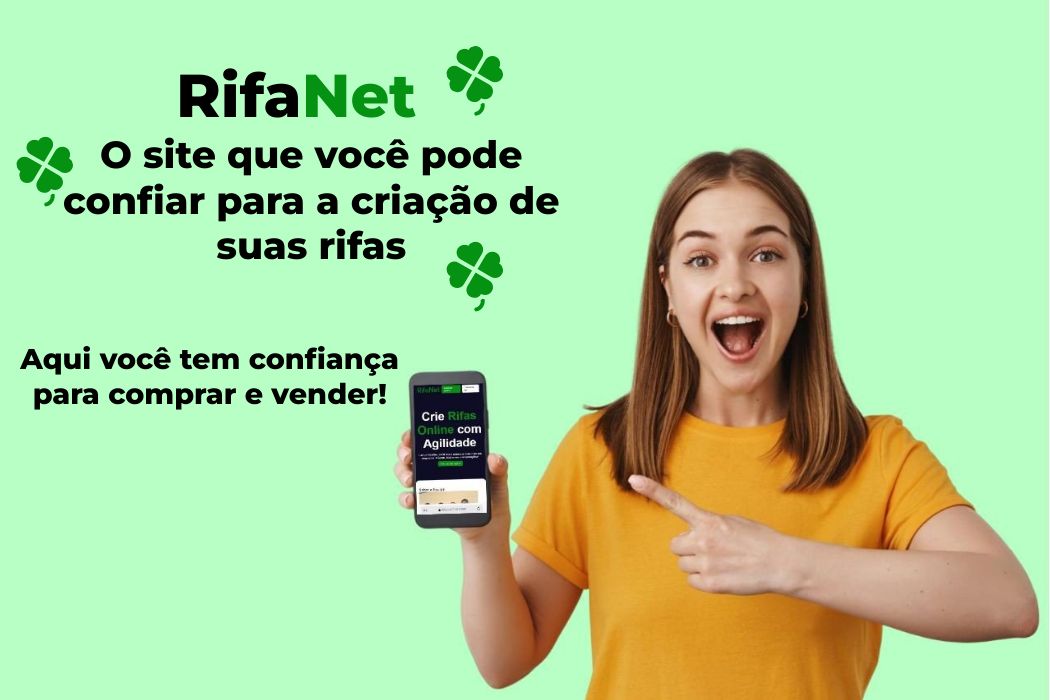 RifaNet
O site que você pode
confiar para a criação de
suas rifas
Aqui você tem confiança
para comprar e vender!
RifaNet
Crie Rifas
Online com
Agilidade